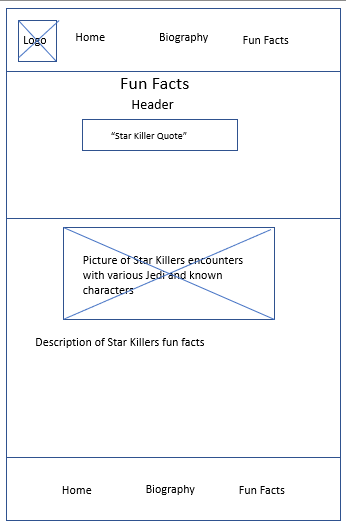 Logo
Home
Biography
Fun Facts
Fun Facts
Header
“Star Killer Quote”
Picture of Star Killers encounters
with various Jedi and known
characters
Description of Star Killers fun facts
Home
Biography
Fun Facts